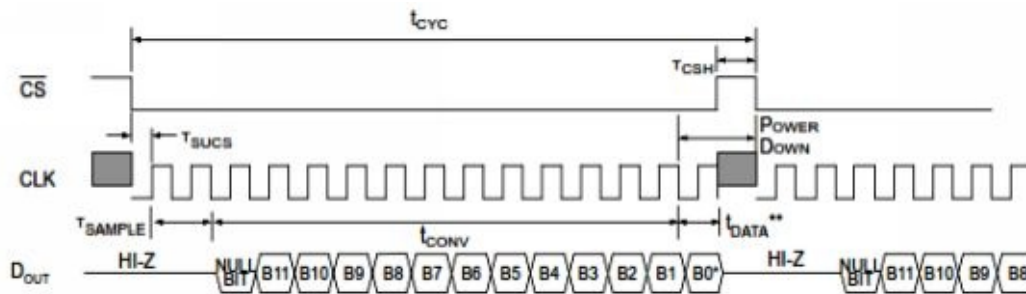 tCYC
TCSH
CS
POWER
DOWN
TSUCS
CLK
TSAMPLE
tCONV
tDATA**
DOUT HI-Z NULL BIT B11 B10 B9 B8 B7 B6 B5 B4 B3 B2 B1 B0* HI-Z NULL BIT B11 B10 B9 B8